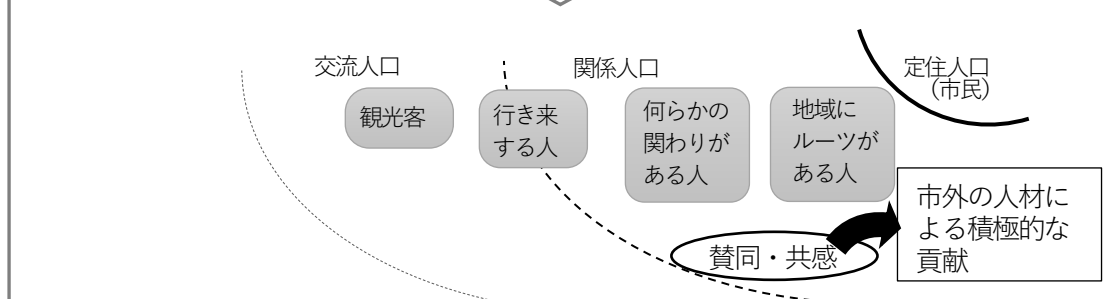 交流人口
関係人口
定住人口
（市民）
観光客
行き来
する人
何らかの
関わりが
ある人
地域に
ルーツが
ある人
賛同・共感
市外の人材に
よる積極的な
貢献